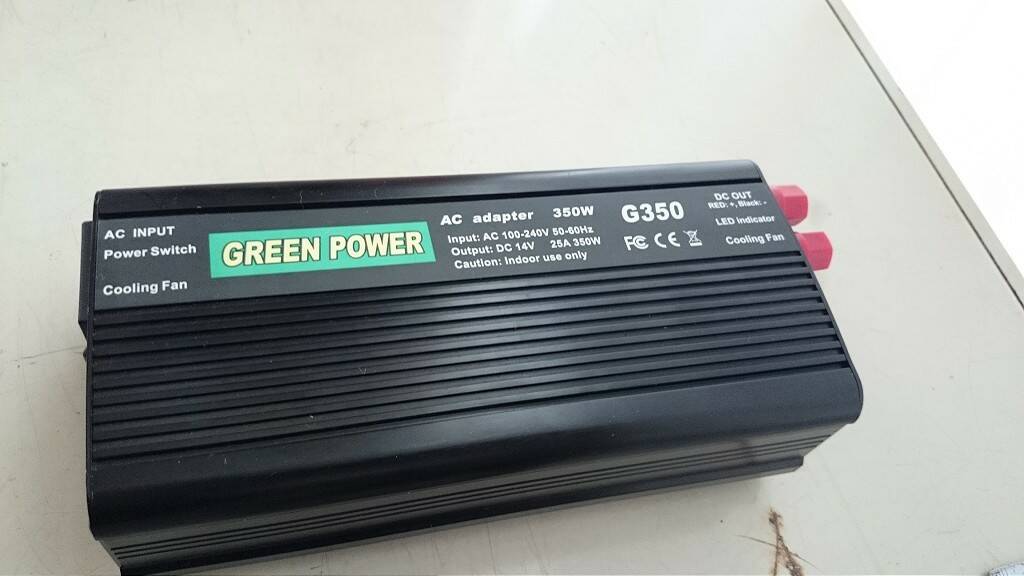 AC INPUT
Power Switch
Cooling Fan
GREEN POWER
AC adapter 350W
Input: AC 100-240V 50-60Hz
Output: DC 14V 25A 350W
Caution: Indoor use only
G350
FC CE
DC OUT
RED: +, Black: -
LED indicator
Cooling Fan